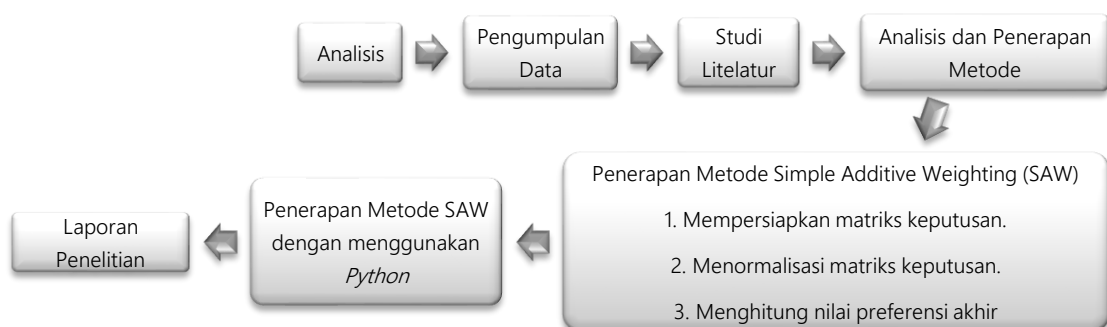 Analisis
Pengumpulan
Data
Studi
Litelatur
Analisis dan Penerapan
Metode
Penerapan Metode Simple Additive Weighting (SAW)
1. Mempersiapkan matriks keputusan.
2. Menormalisasi matriks keputusan.
3. Menghitung nilai preferensi akhir
Penerapan Metode SAW
dengan menggunakan
Python
Laporan
Penelitian